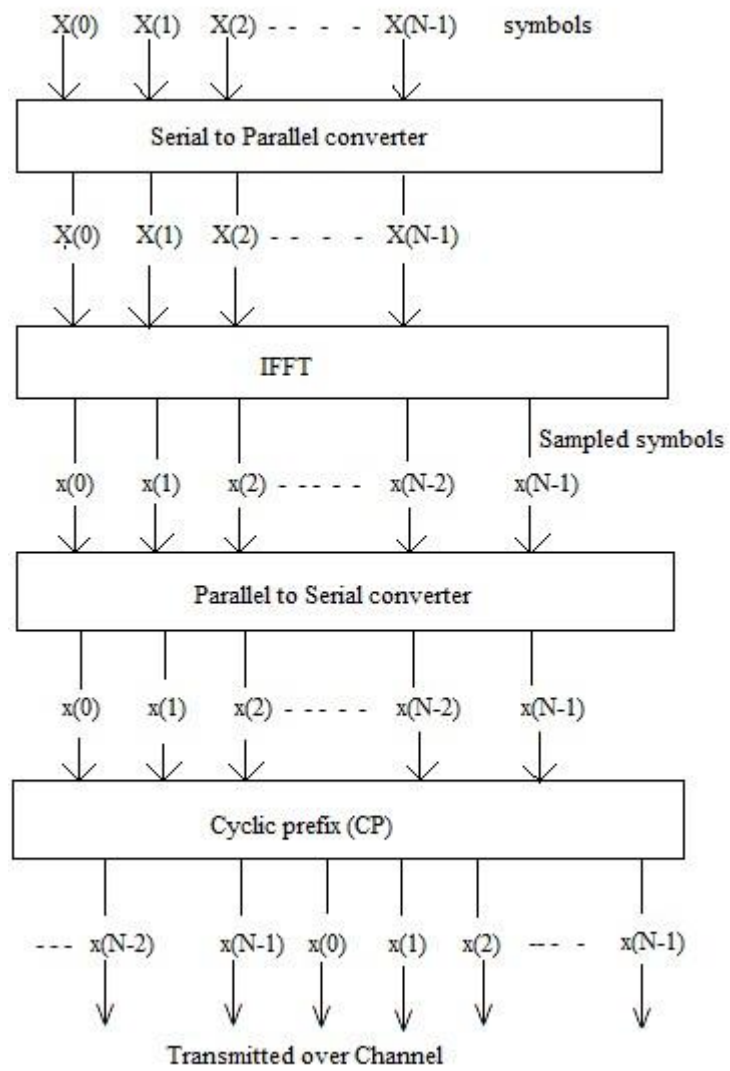 X(0) X(1) X(2) - - - - X(N-1) symbols
Serial to Parallel converter
X(0) X(1) X(2) - - - - X(N-1)
IFFT
Sampled symbols
x(0) x(1) x(2) - - - - - x(N-2) x(N-1)
Parallel to Serial converter
x(0) x(1) x(2) - - - - - x(N-2) x(N-1)
Cyclic prefix (CP)
--- x(N-2) x(N-1) x(0) x(1) x(2) --- - x(N-1)
Transmitted over Channel